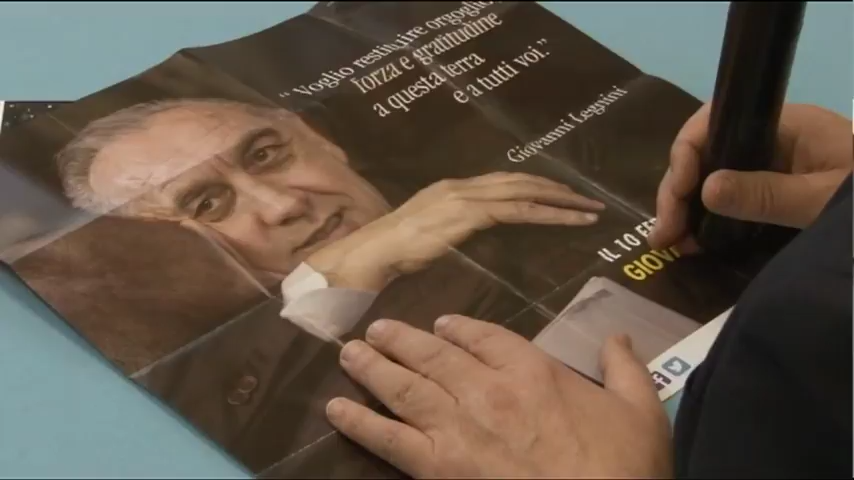 “ Voglio restituire orgoglio,
forza e gratitudine
a questa terra
e a tutti voi.”
Giovanni Legnini
IL 10 FE
GIOV